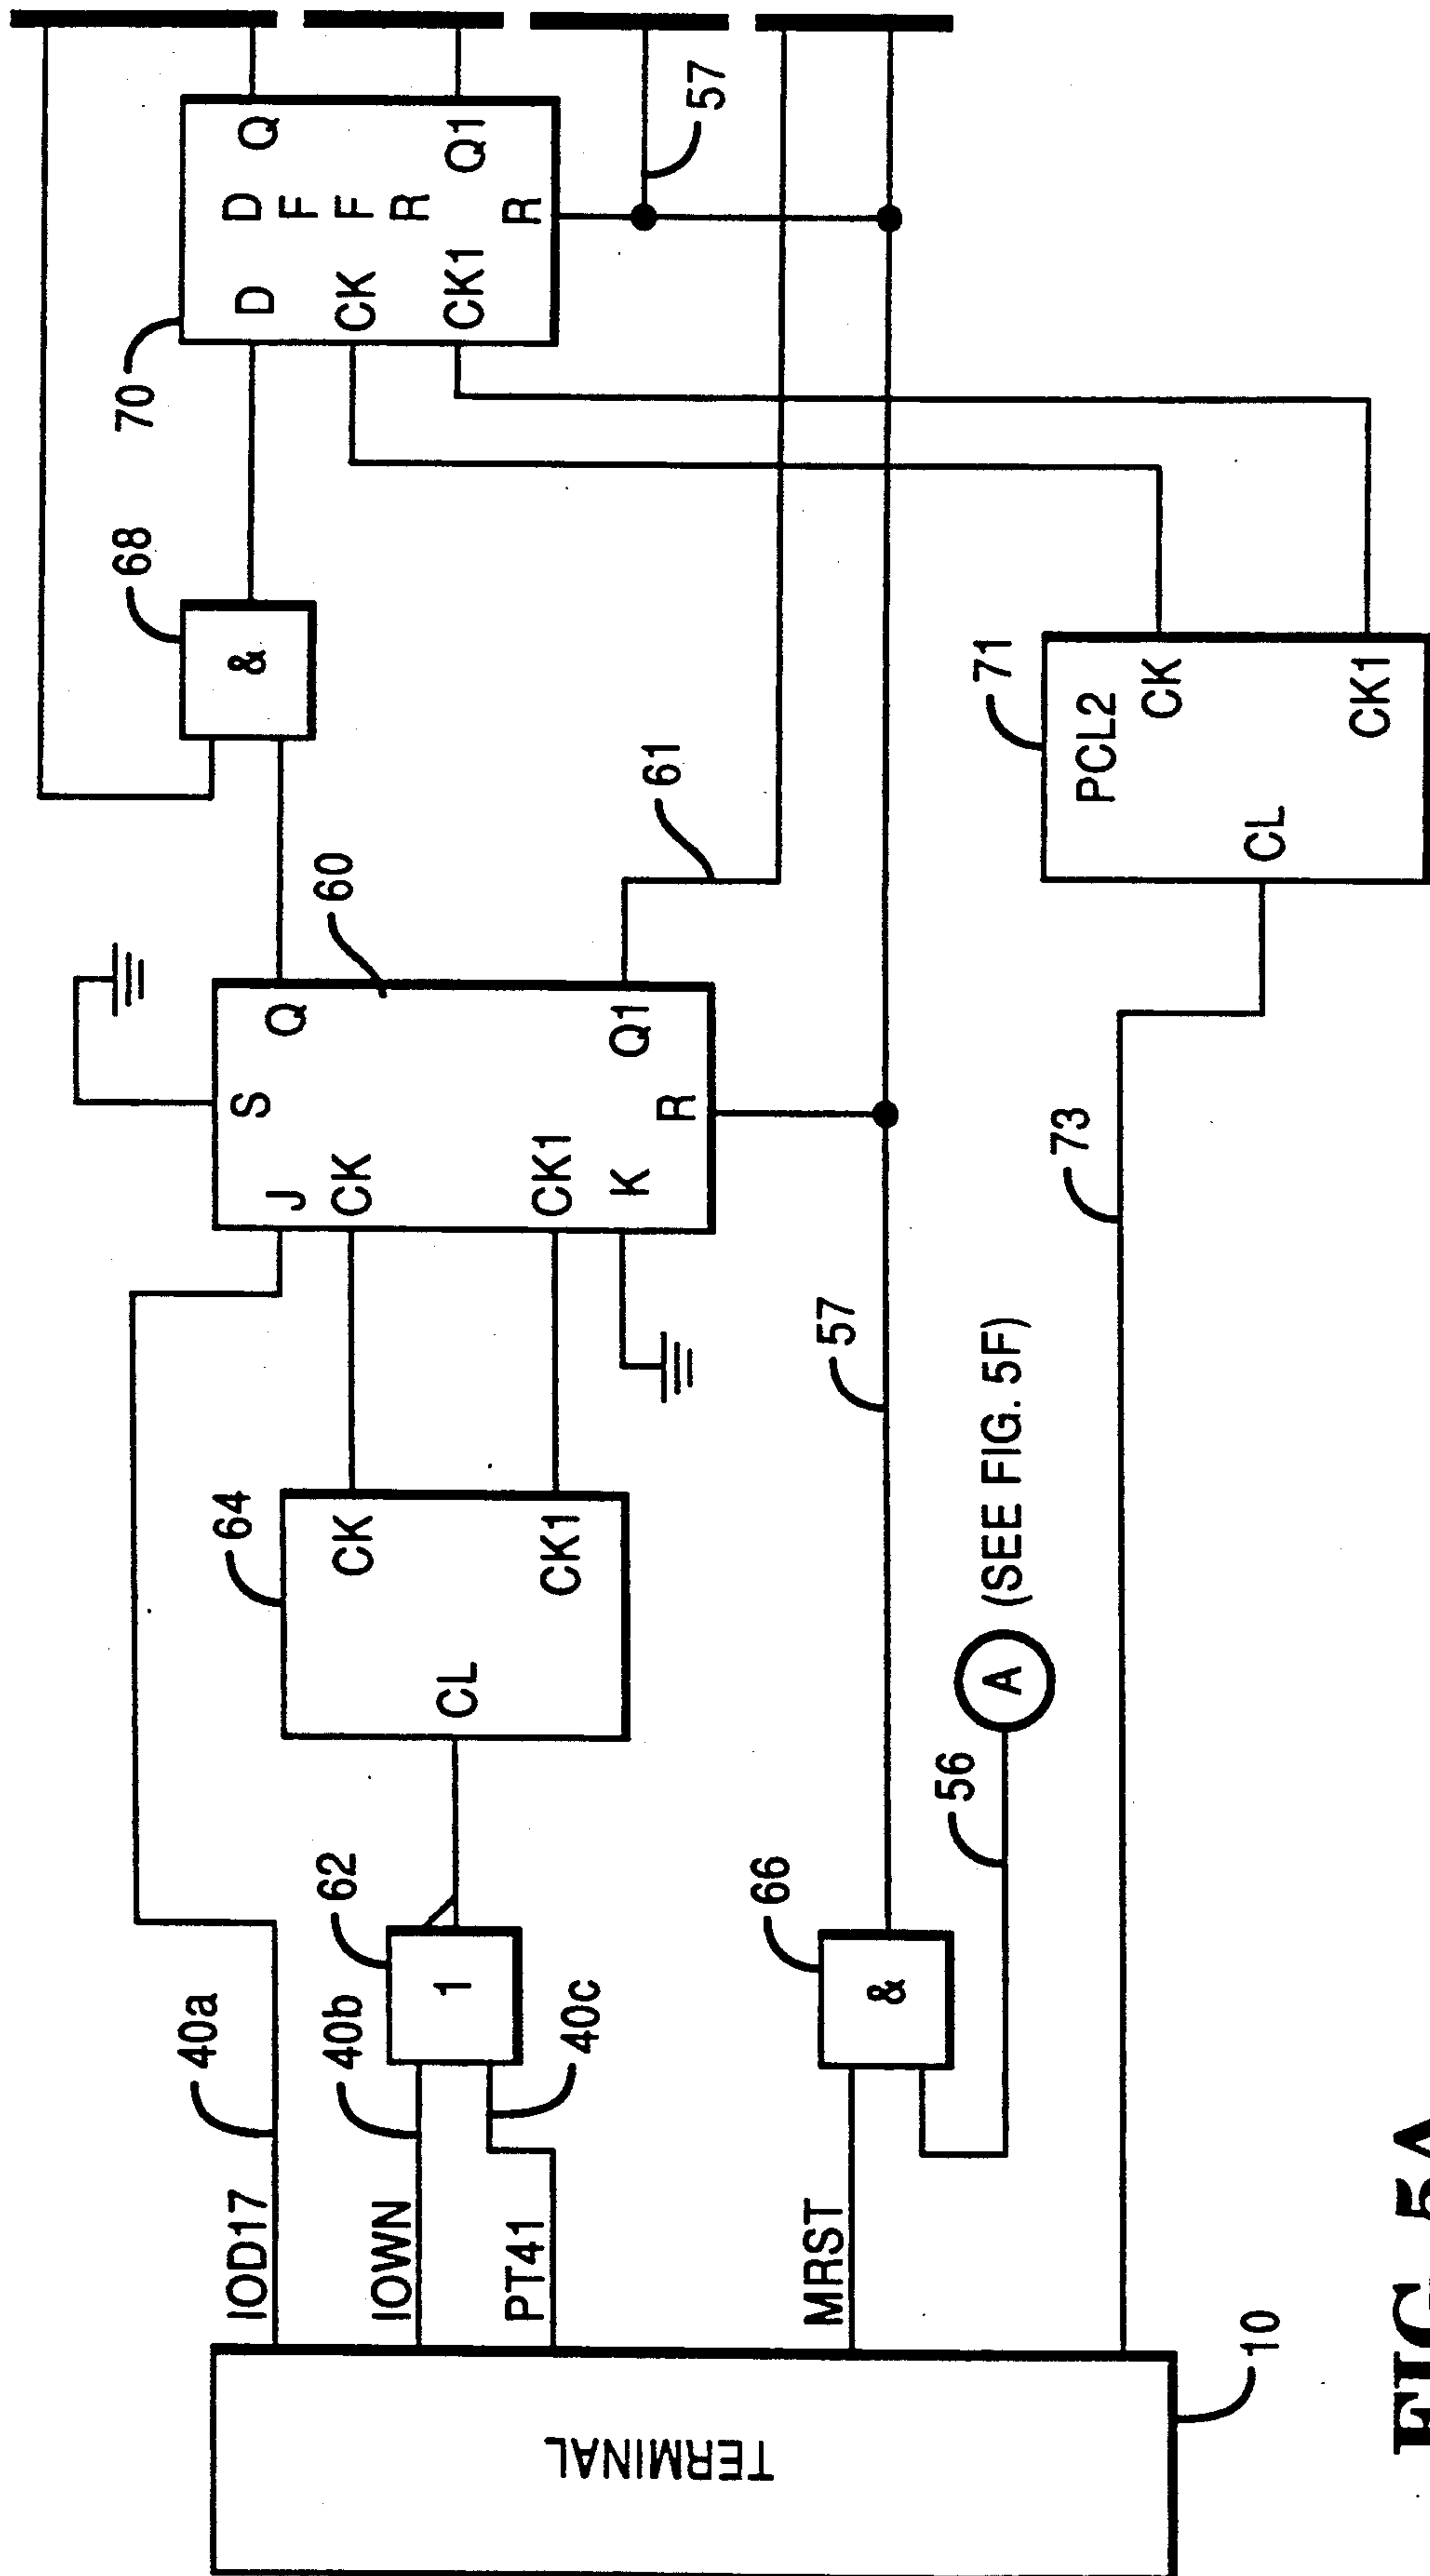 TERMINAL
10
IOD17
40a
IOWN
40b
PT41
40c
MRST
62
1
66
&
56
A (SEE FIG. 5F)
57
73
64
CL
CK
CK1
60
J
S
Q
CK
CK1
K
R
Q1
61
68
&
70
D
D
F
F
R
Q
CK
CK1
R
Q1
57
71
PCL2
CL
CK
CK1
FIG. 5A